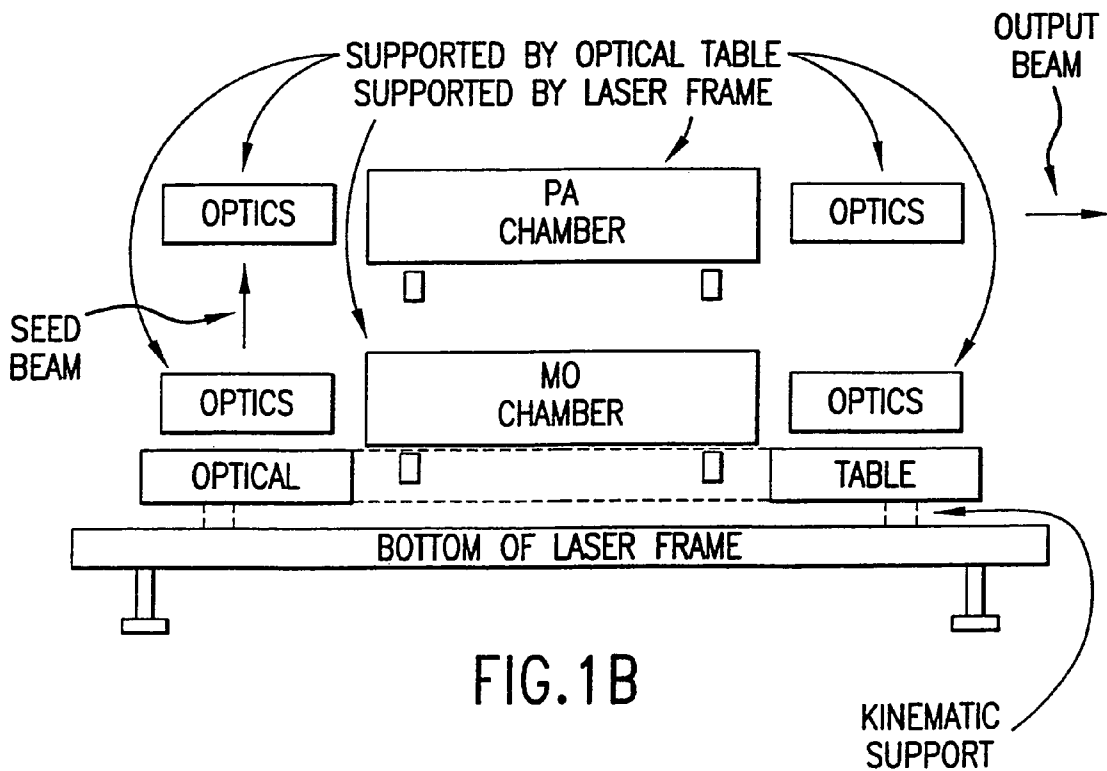 OUTPUT
BEAM
SUPPORTED BY OPTICAL TABLE
SUPPORTED BY LASER FRAME
OPTICS
PA
CHAMBER
OPTICS
SEED
BEAM
OPTICS
MO
CHAMBER
OPTICS
OPTICAL
TABLE
BOTTOM OF LASER FRAME
FIG.1B
KINEMATIC
SUPPORT